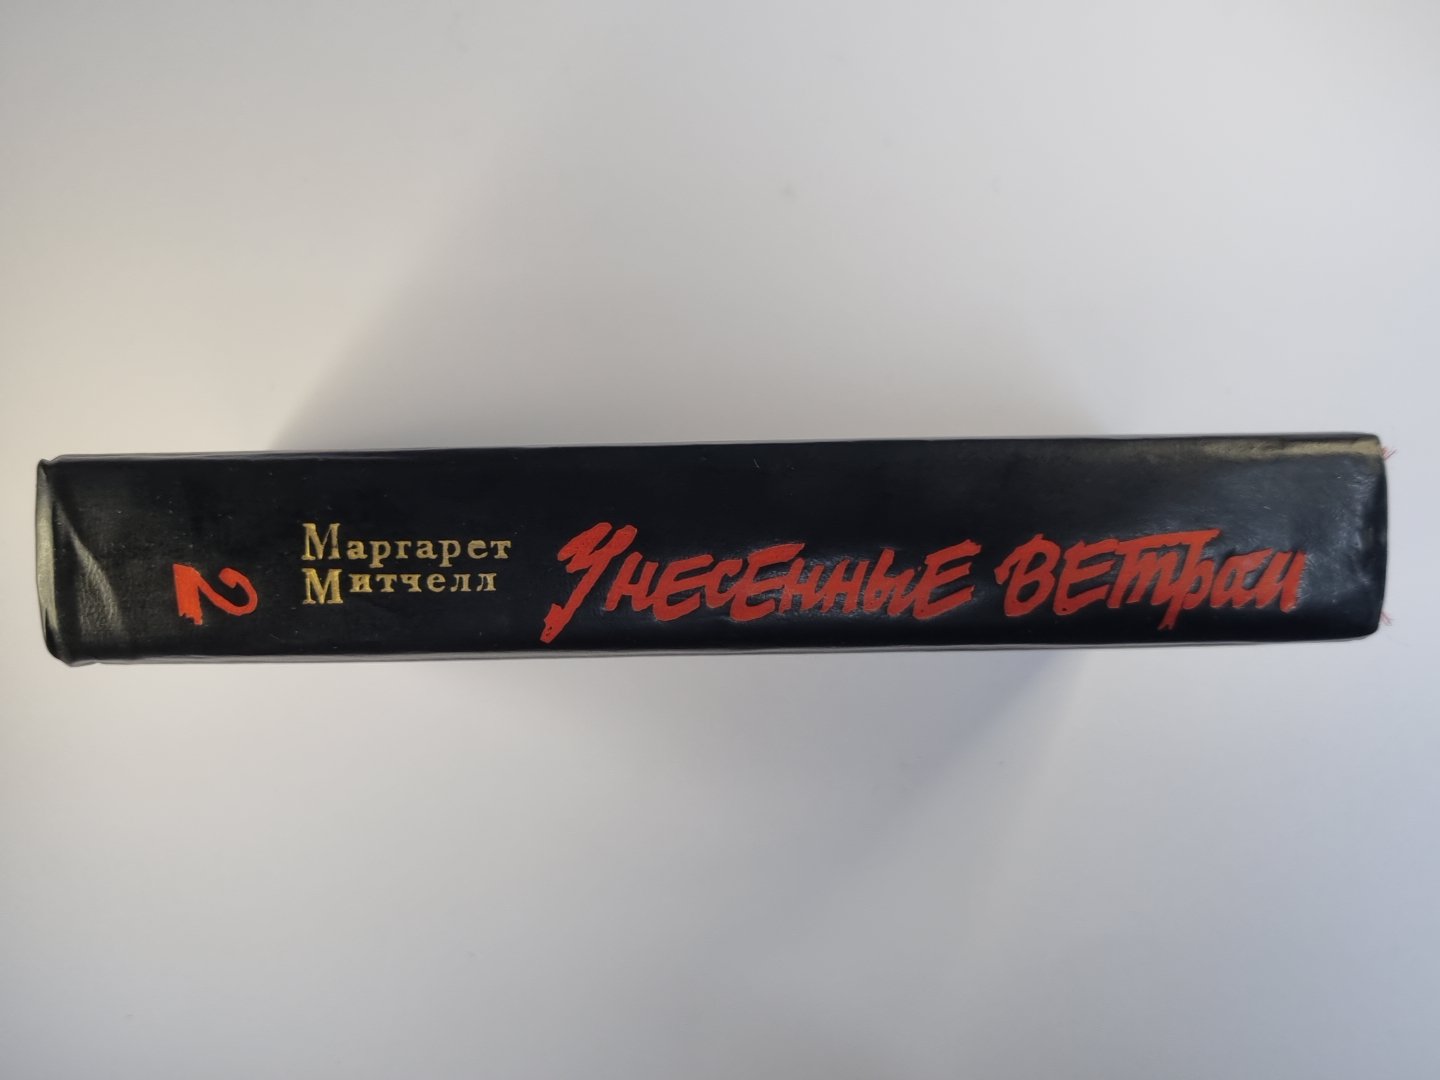 2
Маргарет
Митчелл
Унесенные ветром